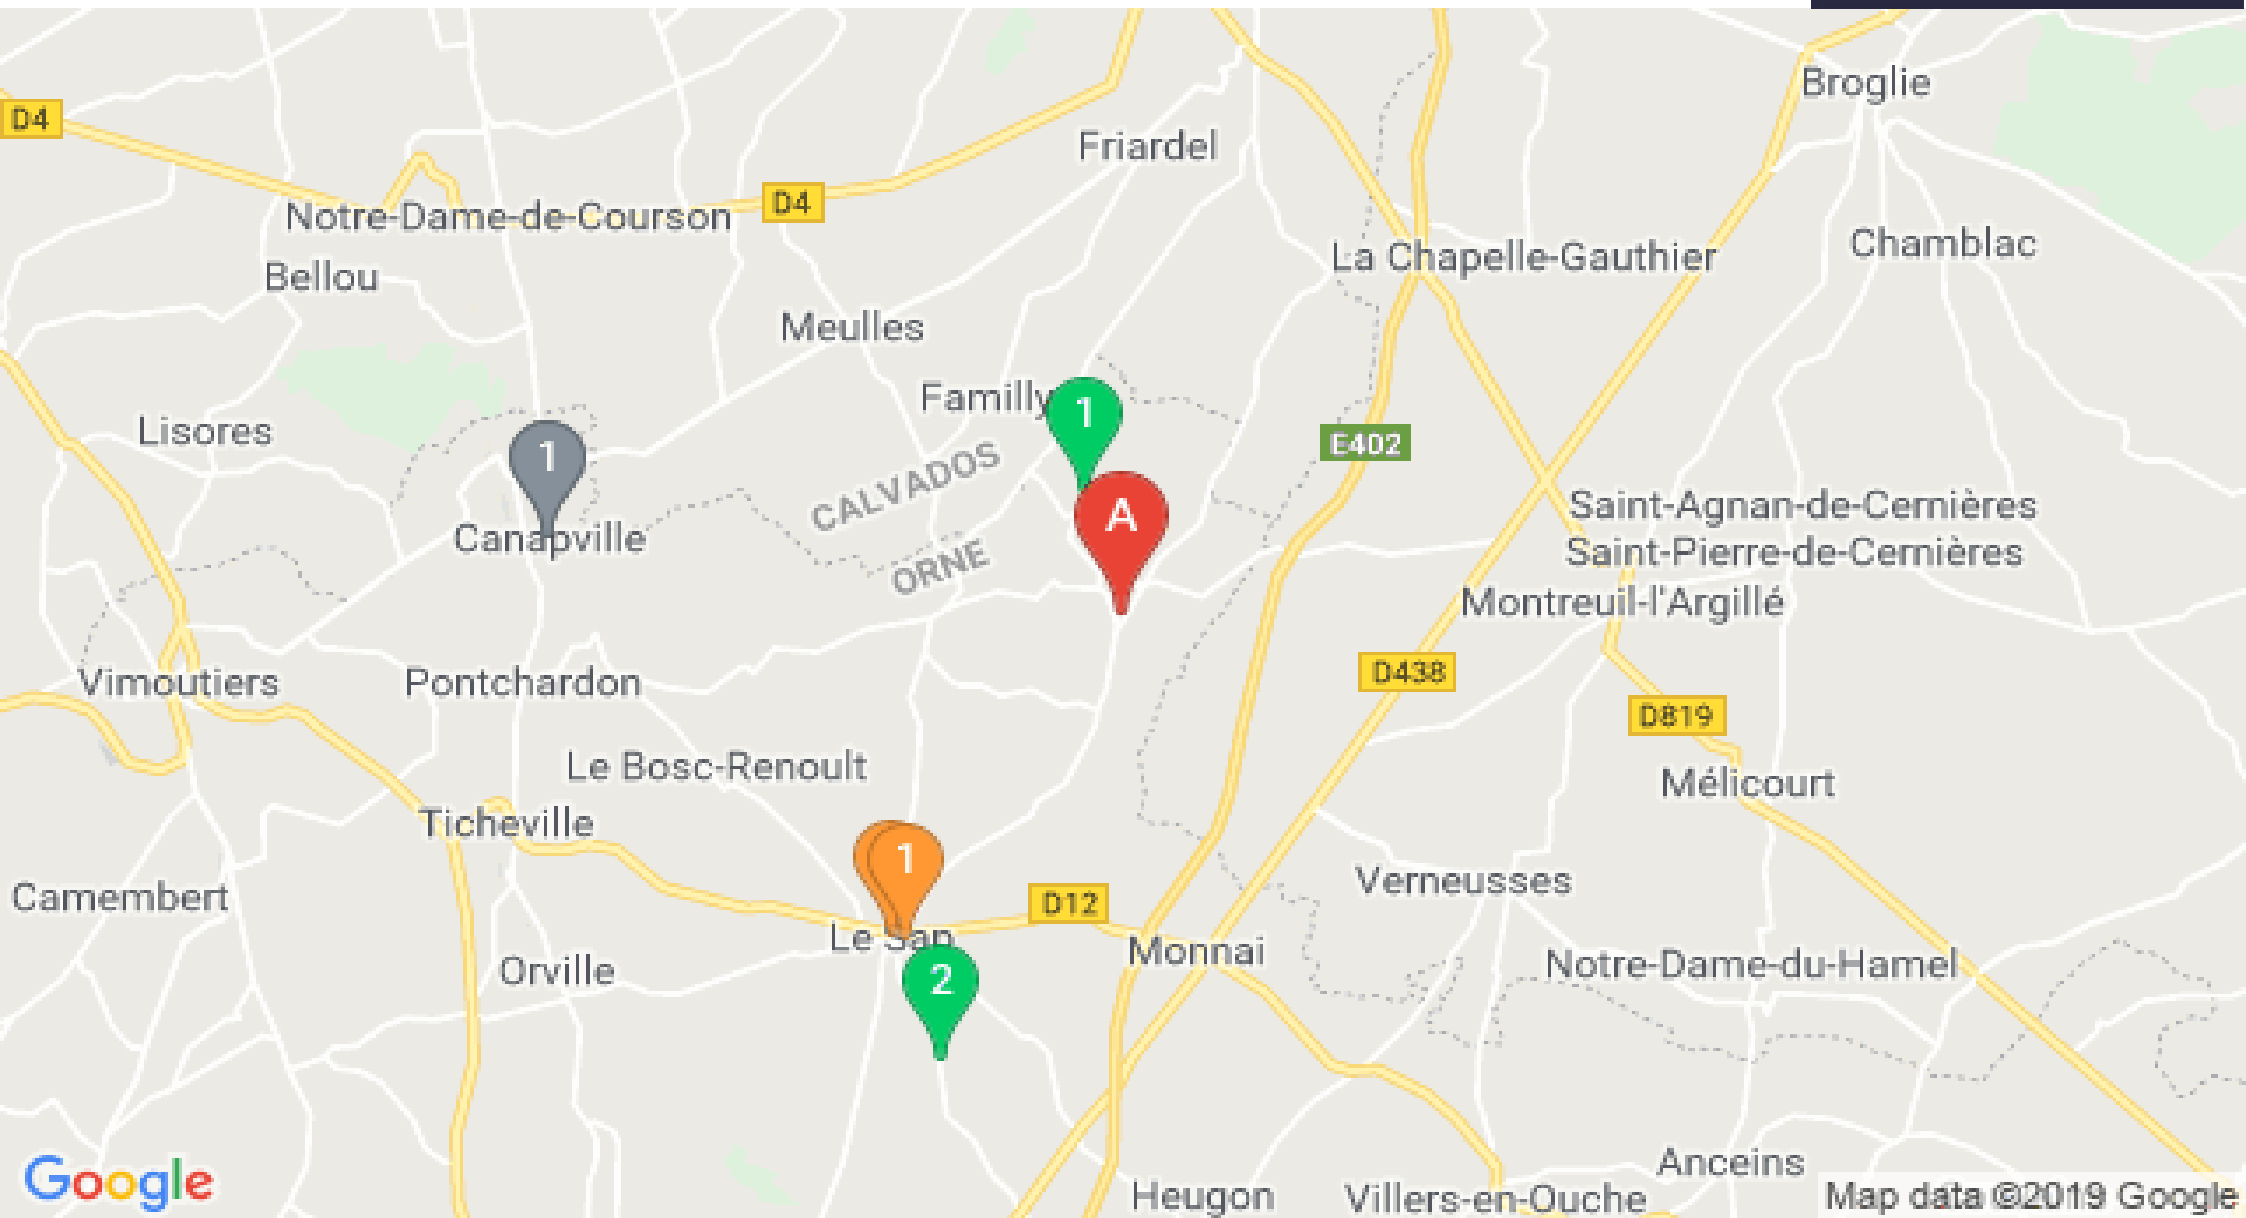 Broglie
D4
Friardel
D4
Notre-Dame-de-Courson
Chamblac
La Chapelle-Gauthier
Bellou
Meulles
Familly
1
Lisores
E402
1
CALVADOS
A
Saint-Agnan-de-Cernières
Canapville
Saint-Pierre-de-Cernières
ORNE
Montreuil-l'Argillé
D438
Vimoutiers
Pontchardon
D819
Le Bosc-Renoult
Mélicourt
Ticheville
1
Verneusses
Camembert
D12
Le Sap
Monnai
Notre-Dame-du-Hamel
Orville
2
Anceins
Google
Heugon
Villers-en-Ouche
Map data ©2019 Google